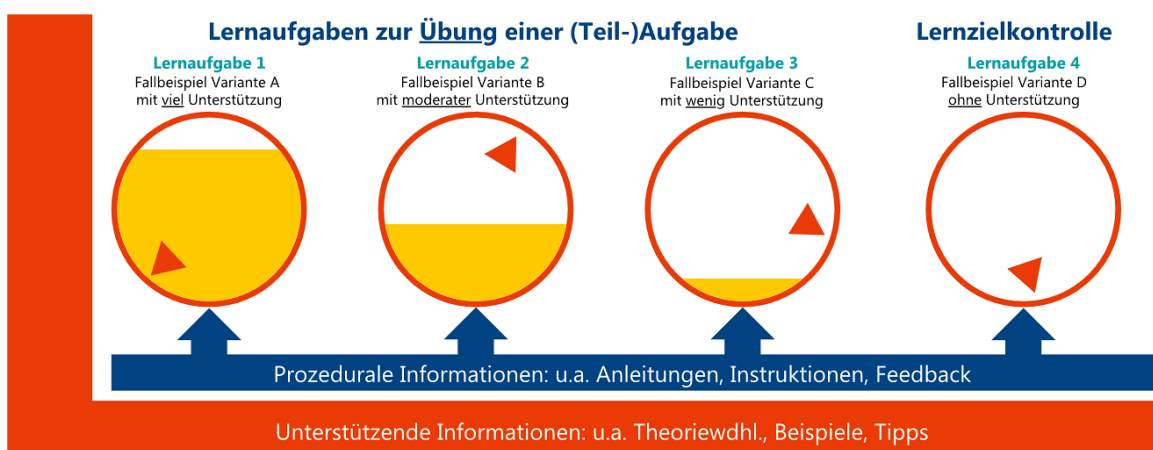 Lernaufgaben zur Übung einer (Teil-)Aufgabe
Lernzielkontrolle
Lernaufgabe 1
Fallbeispiel Variante A
mit viel Unterstützung
Lernaufgabe 2
Fallbeispiel Variante B
mit moderater Unterstützung
Lernaufgabe 3
Fallbeispiel Variante C
mit wenig Unterstützung
Lernaufgabe 4
Fallbeispiel Variante D
ohne Unterstützung
Prozedurale Informationen: u.a. Anleitungen, Instruktionen, Feedback
Unterstützende Informationen: u.a. Theoriewdhl., Beispiele, Tipps